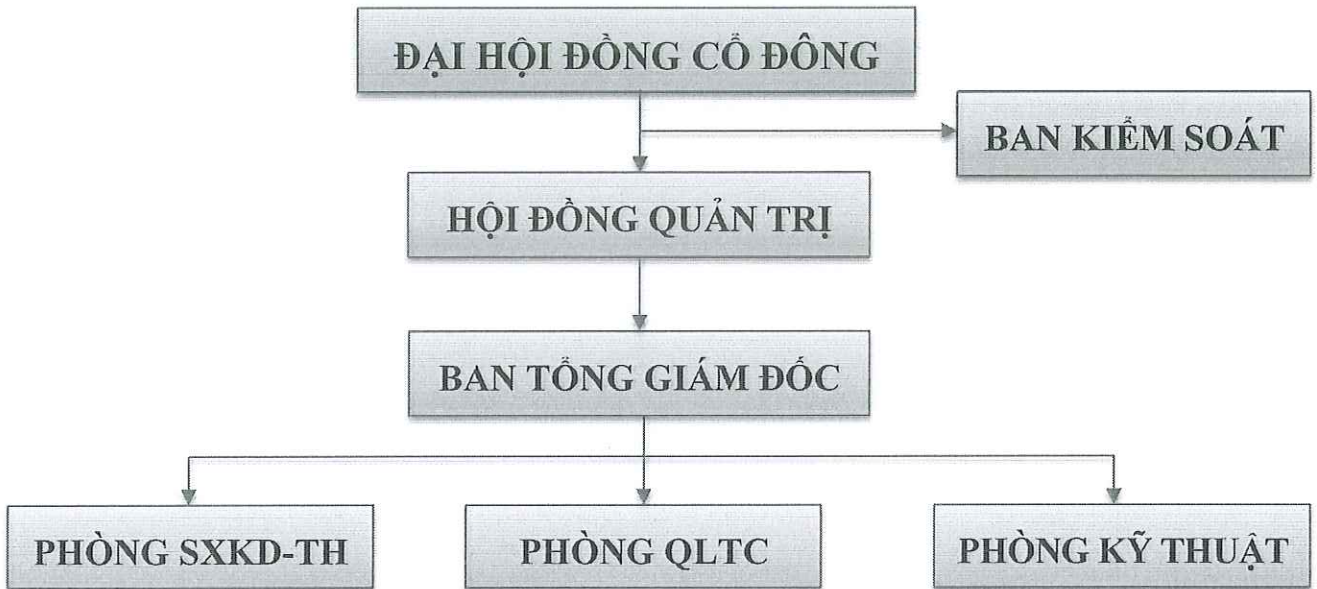 ĐẠI HỘI ĐỒNG CỔ ĐÔNG
BAN KIỂM SOÁT
HỘI ĐỒNG QUẢN TRỊ
BAN TỔNG GIÁM ĐỐC
PHÒNG SXKD-TH
PHÒNG QLTC
PHÒNG KỸ THUẬT